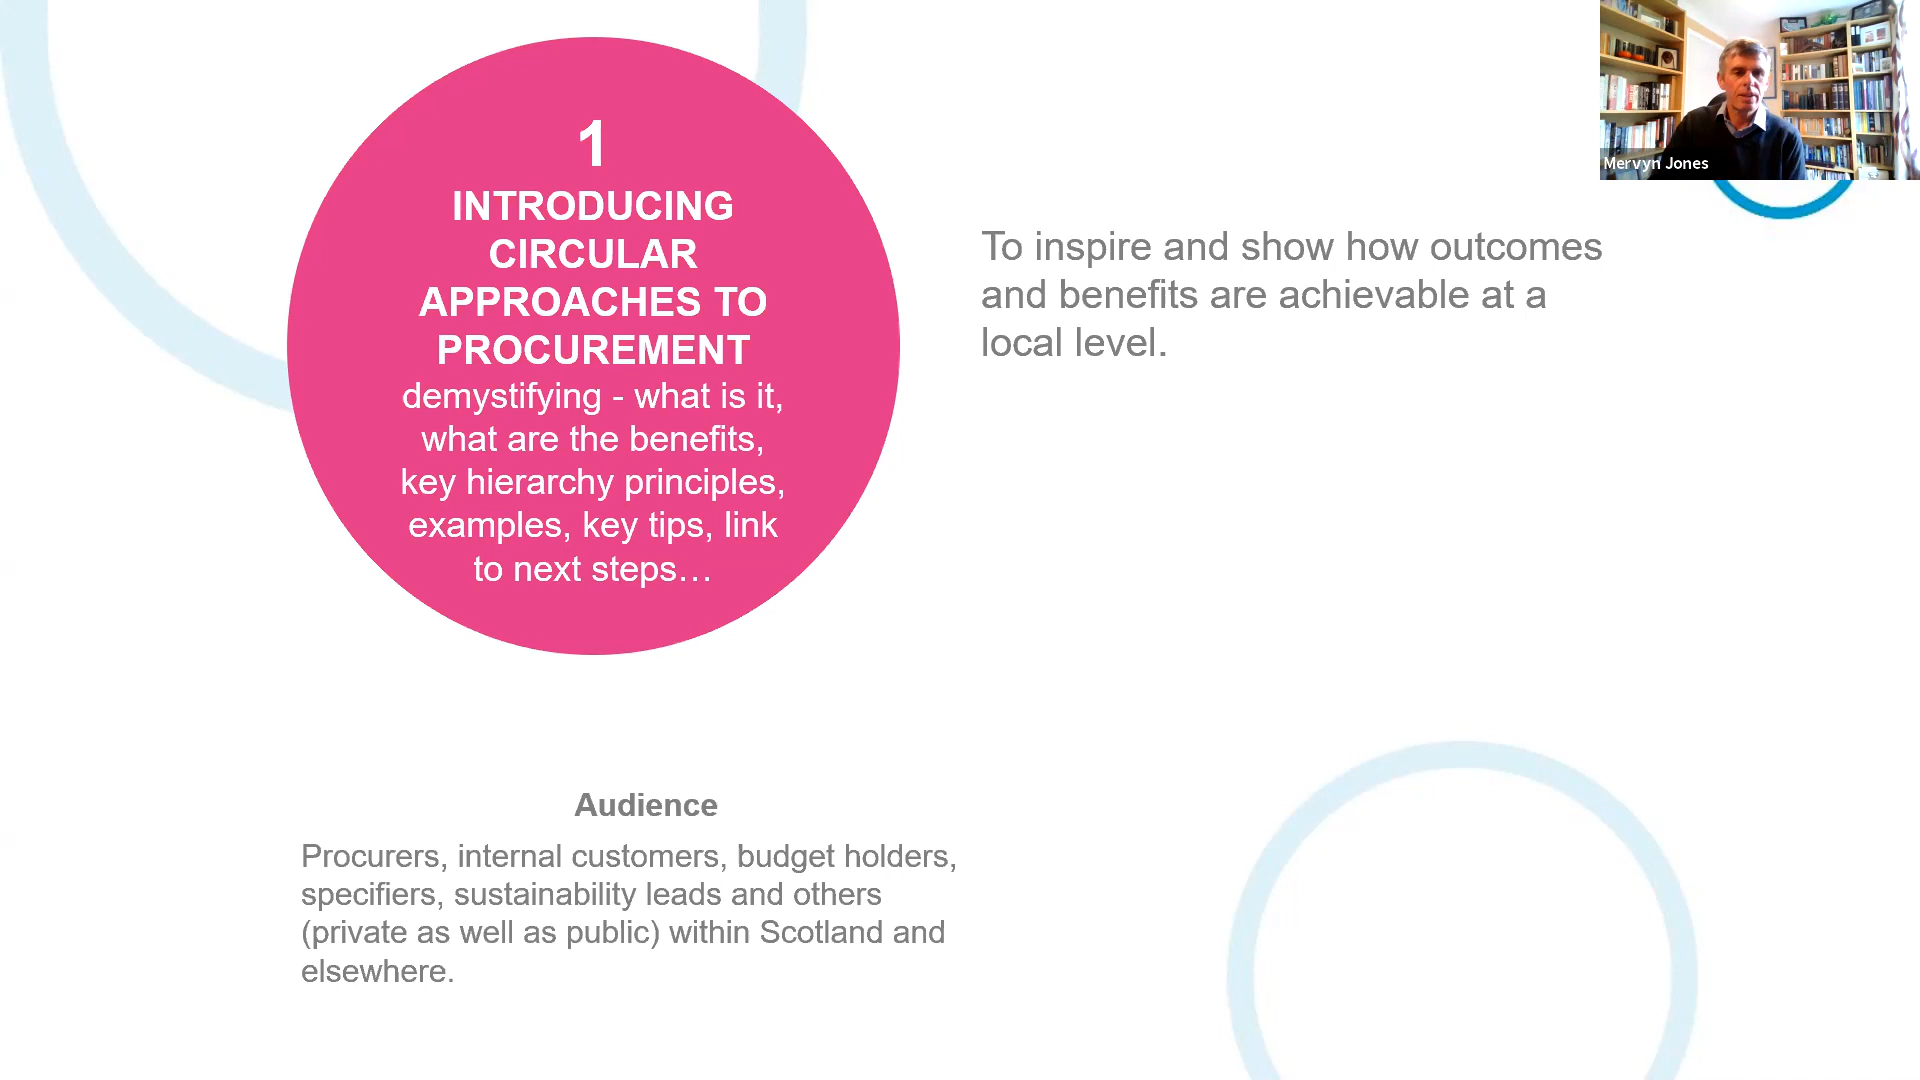 1
INTRODUCING
CIRCULAR
APPROACHES TO
PROCUREMENT
demystifying - what is it,
what are the benefits,
key hierarchy principles,
examples, key tips, link
to next steps…
To inspire and show how outcomes
and benefits are achievable at a
local level.
Mervyn Jones
Audience
Procurers, internal customers, budget holders,
specifiers, sustainability leads and others
(private as well as public) within Scotland and
elsewhere.